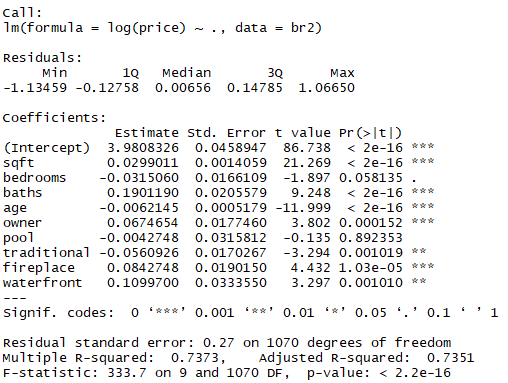 Call:
lm(formula = log(price) ~ ., data = br2)
Residuals:
Min 1Q Median 3Q Max
-1.13459 -0.12758 0.00656 0.14785 1.06650
Coefficients:
Estimate Std. Error t value Pr(>|t|)
(Intercept) 3.9808326 0.0458947 86.738 < 2e-16 ***
sqft 0.0299011 0.0014059 21.269 < 2e-16 ***
bedrooms -0.0315060 0.0166109 -1.897 0.058135 .
baths 0.1901190 0.0205579 9.248 < 2e-16 ***
age -0.0062145 0.0005179 -11.999 < 2e-16 ***
owner 0.0674654 0.0177460 3.802 0.000152 ***
pool -0.0042748 0.0315812 -0.135 0.892353
traditional -0.0560926 0.0170267 -3.294 0.001019 **
fireplace 0.0842748 0.0190150 4.432 1.03e-05 ***
waterfront 0.1099700 0.0333550 3.297 0.001010 **
---
Signif. codes: 0 ‘***’ 0.001 ‘**’ 0.01 ‘*’ 0.05 ‘.’ 0.1 ‘ ’ 1
Residual standard error: 0.27 on 1070 degrees of freedom
Multiple R-squared: 0.7373, Adjusted R-squared: 0.7351
F-statistic: 333.7 on 9 and 1070 DF, p-value: < 2.2e-16